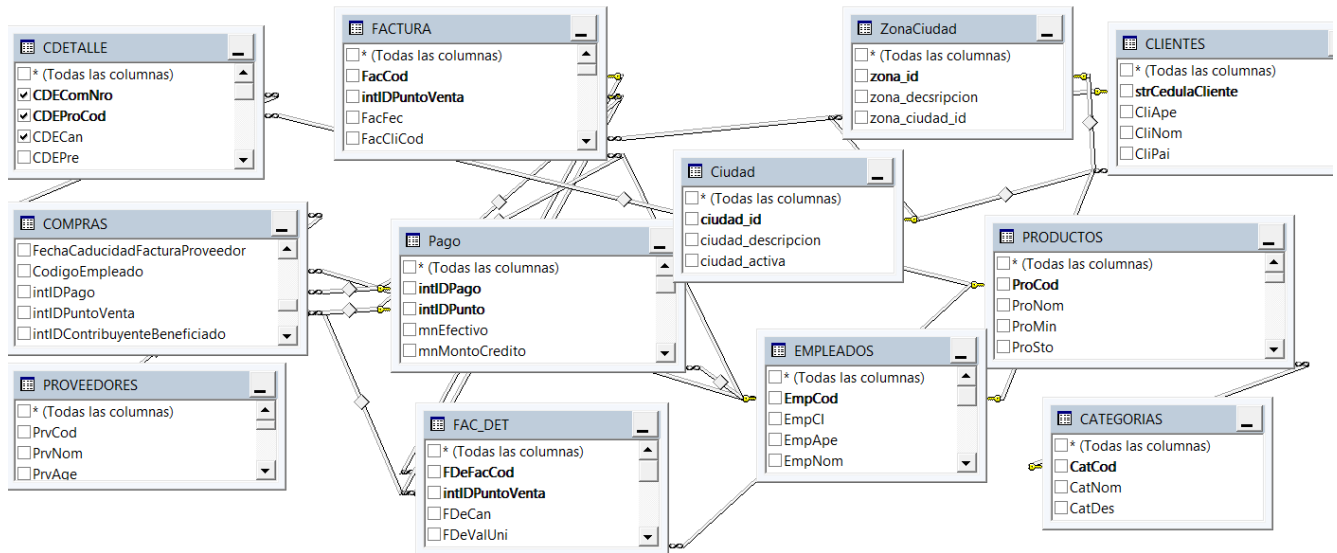 CDETALLE
* (Todas las columnas)
CDEComNro
CDEProCod
CDECan
CDEPre
FACTURA
* (Todas las columnas)
FacCod
intIDPuntoVenta
FacFec
FacCliCod
ZonaCiudad
* (Todas las columnas)
zona_id
zona_decsripcion
zona_ciudad_id
CLIENTES
* (Todas las columnas)
strCedulaCliente
CliApe
CliNom
CliPai
Ciudad
* (Todas las columnas)
ciudad_id
ciudad_descripcion
ciudad_activa
COMPRAS
FechaCaducidadFacturaProveedor
CodigoEmpleado
intIDPago
intIDPuntoVenta
intIDContribuyenteBeneficiado
Pago
* (Todas las columnas)
intIDPago
intIDPunto
mnEfectivo
mnMontoCredito
PRODUCTOS
* (Todas las columnas)
ProCod
ProNom
ProMin
ProSto
EMPLEADOS
* (Todas las columnas)
EmpCod
EmpCI
EmpApe
EmpNom
PROVEEDORES
* (Todas las columnas)
PrvCod
PrvNom
PrvAge
FAC_DET
* (Todas las columnas)
FDeFacCod
intIDPuntoVenta
FDeCan
FDeValUni
CATEGORIAS
* (Todas las columnas)
CatCod
CatNom
CatDes